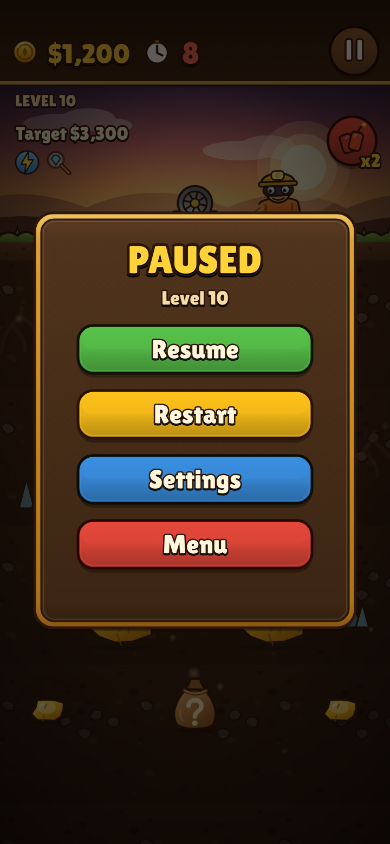 $1,200 8
LEVEL 10
Target $3,300
x2
PAUSED
Level 10
Resume
Restart
Settings
Menu
?